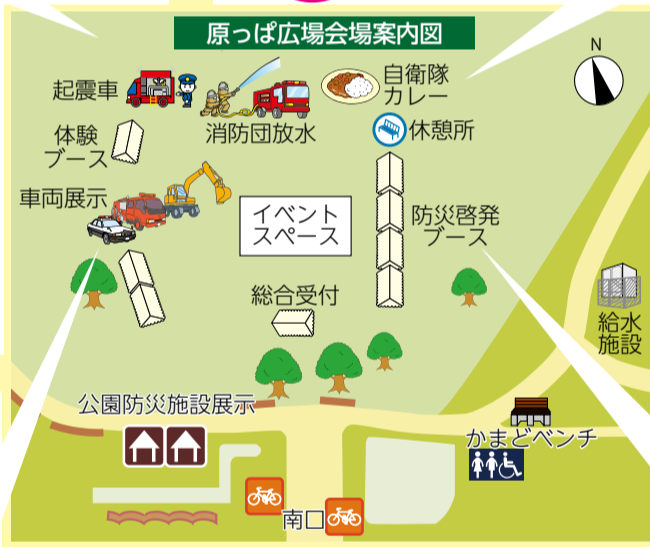 原っぱ広場会場案内図
N
起震車
消防団放水
自衛隊
カレー
体験
ブース
休憩所
車両展示
イベント
スペース
防災啓発
ブース
総合受付
給水
施設
公園防災施設展示
かまどベンチ
南口